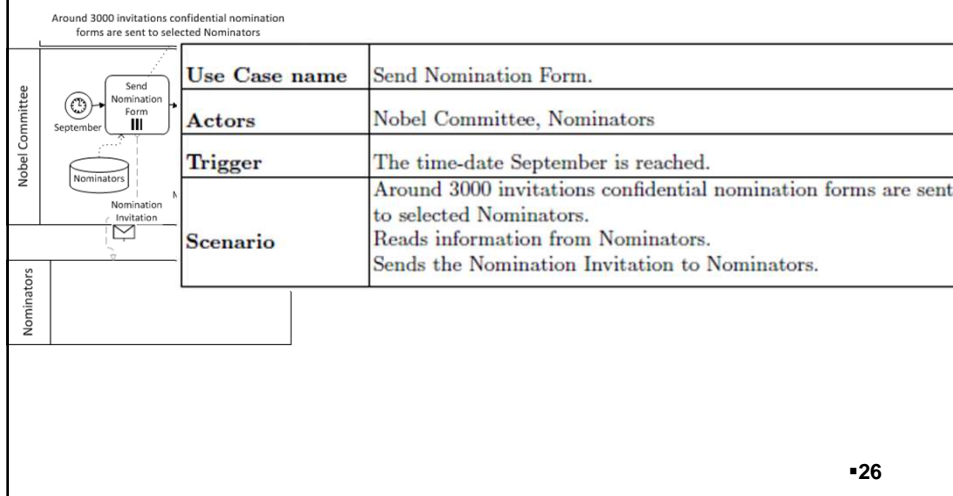 Around 3000 invitations confidential nomination
forms are sent to selected Nominators
Nobel Committee
September
Send
Nomination
Form
Nominators
Nomination
Invitation
Nominators
Use Case name
Send Nomination Form.
Actors
Nobel Committee, Nominators
Trigger
The time-date September is reached.
Scenario
Around 3000 invitations confidential nomination forms are sent
to selected Nominators.
Reads information from Nominators.
Sends the Nomination Invitation to Nominators.
▪26